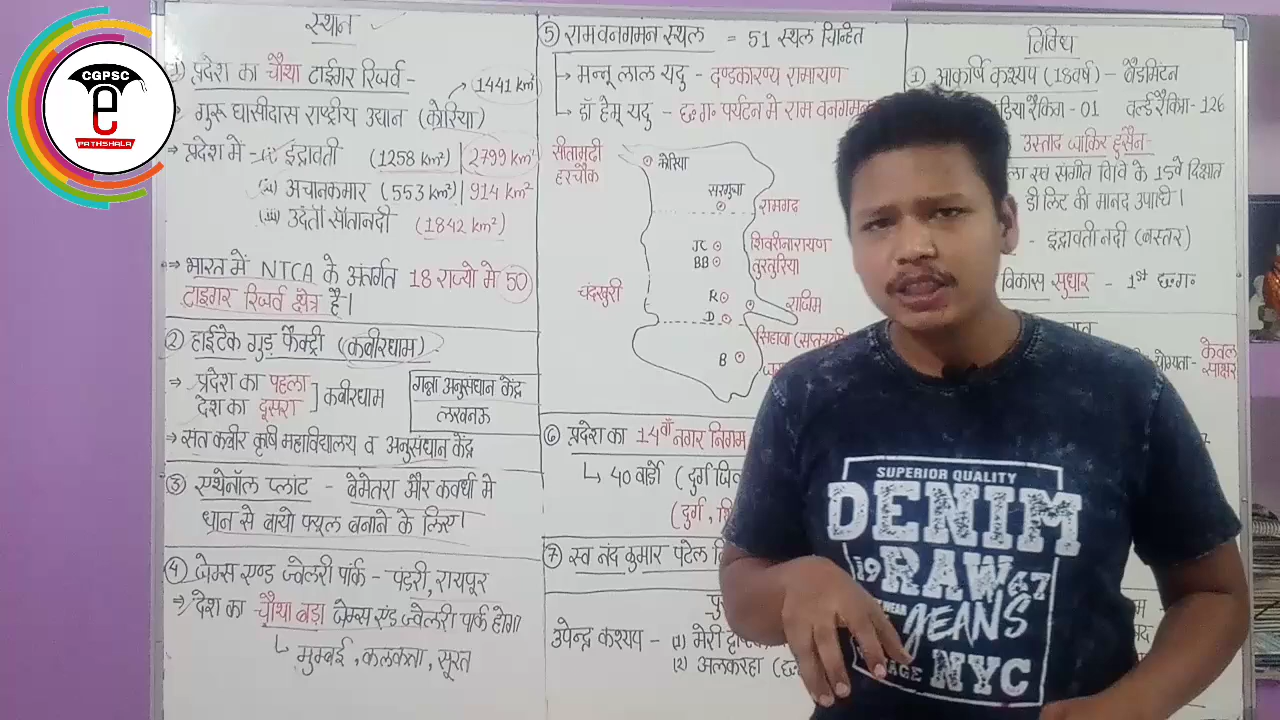 CGPSC
e
PATHSHALA
स्थान
१) प्रदेश का चौथा टाईगर रिजर्व -
(1441 km²)
→ गुरु घासीदास राष्ट्रीय उद्यान (कोरिया)
→ प्रदेश में - (i) इंद्रावती (1258 km²) | 2799 km²
(ii) अचानकमार (553 km²) | 914 km²
(iii) उदंती सीतानदी (1842 km²)
→ भारत में NTCA के अंतर्गत 18 राज्यो मे 50
टाइगर रिजर्व क्षेत्र है।
② हाईटेक गुड़ फैक्ट्री (कबीरधाम)
→ प्रदेश का पहला
देश का दूसरा ] कबीरधाम
गन्ना अनुसंधान केंद्र
लखनऊ
→ संत कबीर कृषि महाविद्यालय व अनुसंधान केंद्र
③ एथेनॉल प्लांट - बेमेतरा और कवर्धा मे
धान से बायो फ्यूल बनाने के लिए।
④ जेम्स एण्ड ज्वेलरी पार्क - पंडरी, रायपूर
→ देश का चौथा बड़ा जेम्स एंड ज्वेलरी पार्क होगा
↳ मुम्बई, कलकत्ता, सूरत
⑤ रामवनगमन स्थल = 51 स्थल चिन्हित
→ मन्नू लाल यदु - दण्डकारण्य रामायण
→ डॉ हेमू यदु - छ.ग. पर्यटन मे राम वनगमन
सीतामढ़ी
हरचौक
कोरिया
सरगुजा
रामगढ़
JC
शिवरीनारायण
BB
तुरतुरिया
चंदखुरी
R
राजिम
D
सिहावा (सप्तऋषि
B
⑥ प्रदेश का 14वाँ नगर निगम
↳ 40 वार्डो (दुर्ग जि
(दुर्ग,
⑦ स्व नंद कुमार पटेल वि
उपेन्द्र कश्यप - (1) मेरी
(2) अलकरहा (छ
विविध
① आकर्षि कश्यप (18वर्ष) - बैडमिंटन
इंडिया रैंकिंग - 01 वर्ल्ड रैंकिंग - 126
उस्ताद जाकिर हुसैन -
ला एवं संगीत विवि के 15वे दिक्षांत
डी लिट की मानद उपाधि।
- इंद्रावती नदी (बस्तर)
विकास सुधार - 1st छ.ग.
योग्यता - केवल
साक्षर
SUPERIOR QUALITY
DENIM
19 RAW 67
WEAR JEANS
NYC